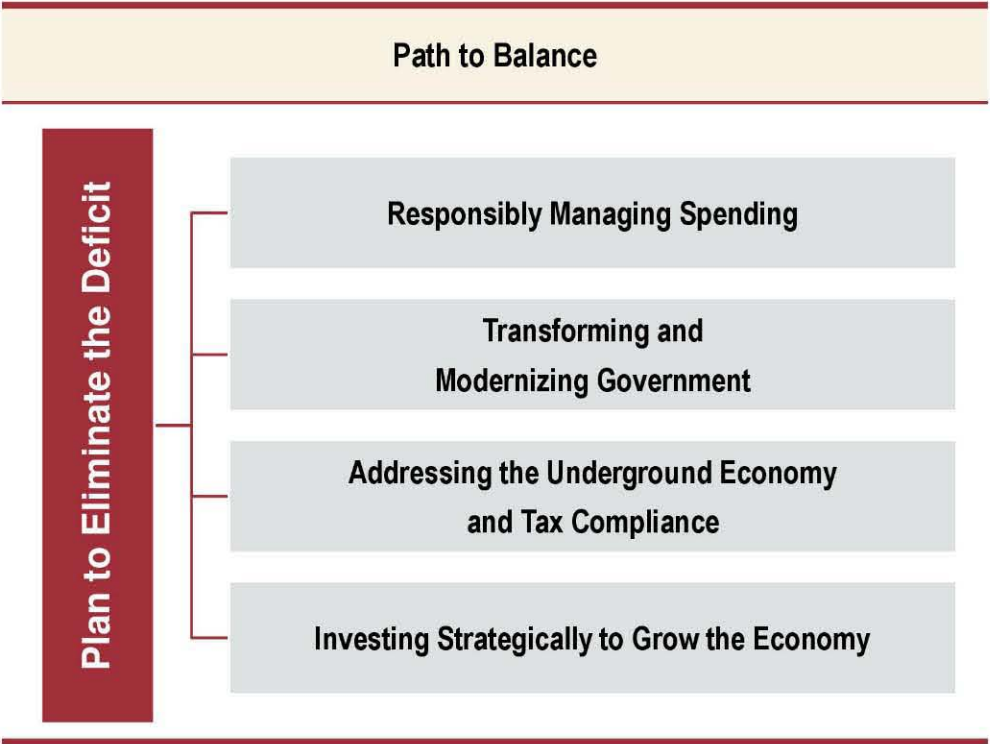 Path to Balance
Plan to Eliminate the Deficit
Responsibly Managing Spending
Transforming and
Modernizing Government
Addressing the Underground Economy
and Tax Compliance
Investing Strategically to Grow the Economy